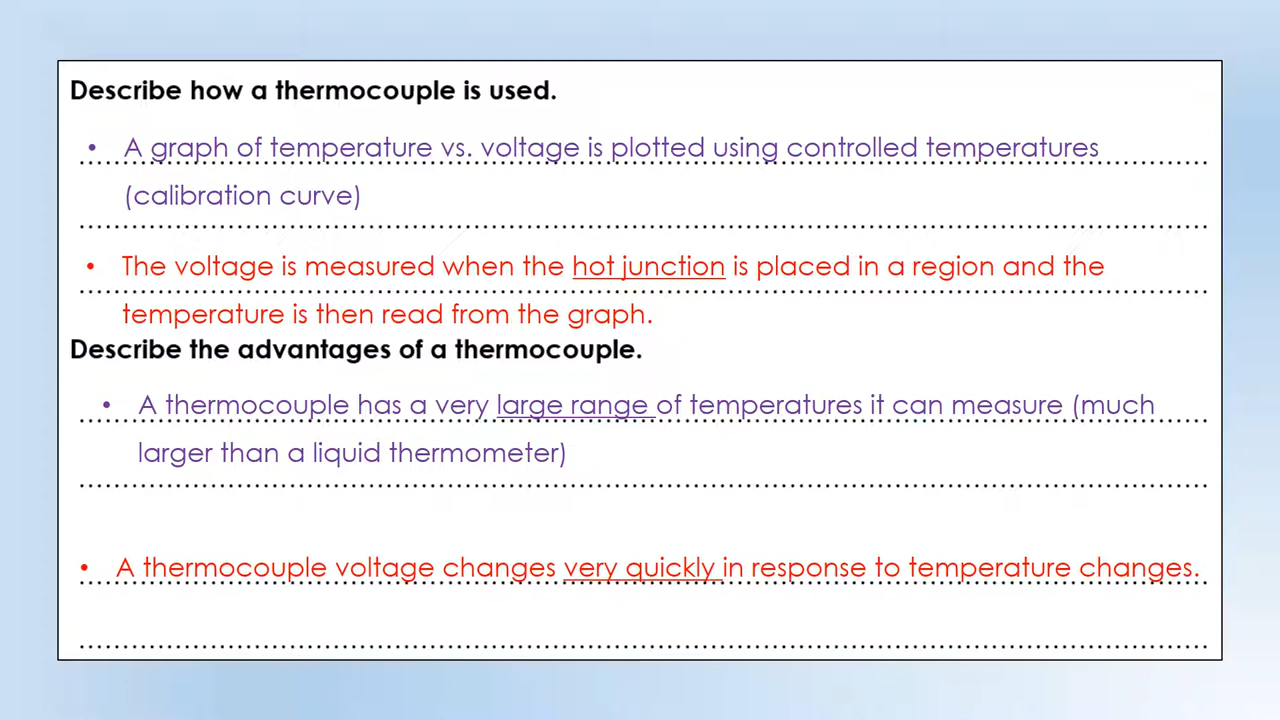 Describe how a thermocouple is used.
• A graph of temperature vs. voltage is plotted using controlled temperatures
(calibration curve)
• The voltage is measured when the hot junction is placed in a region and the
temperature is then read from the graph.
Describe the advantages of a thermocouple.
• A thermocouple has a very large range of temperatures it can measure (much
larger than a liquid thermometer)
• A thermocouple voltage changes very quickly in response to temperature changes.